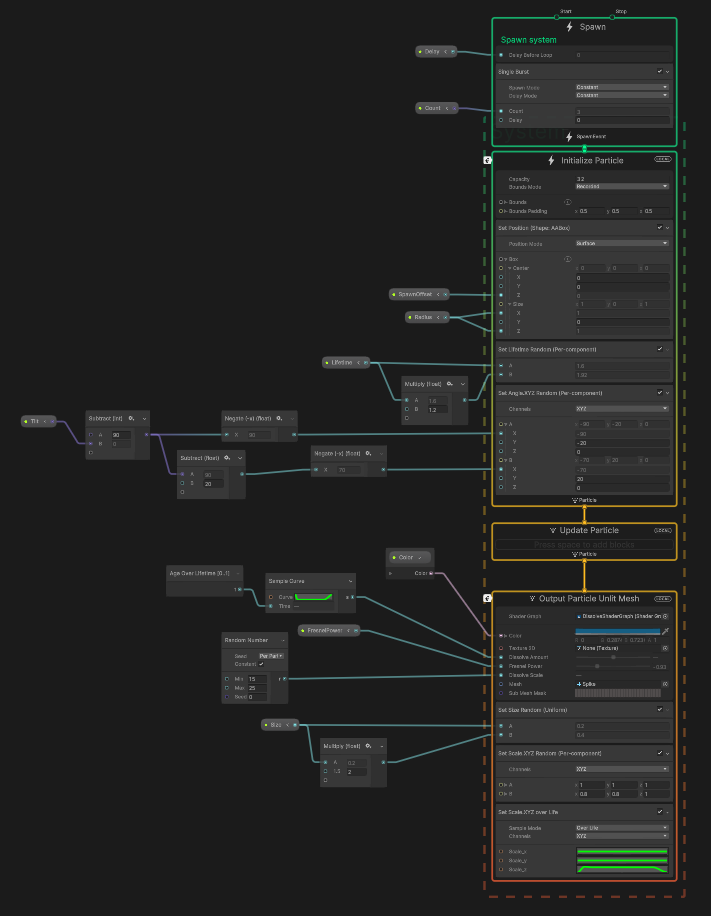 Start Stop
Spawn
Spawn system
Delay
Delay Before Loop 0
Single Burst
Spawn Mode Constant
Delay Mode Constant
Count
Count 3
Delay 0
System
SpawnEvent
Initialize Particle LOCAL
Capacity 32
Bounds Mode Recorded
Bounds
Bounds Padding x 0.5 y 0.5 z 0.5
Set Position (Shape: AABox)
Position Mode Surface
Box
Center x 0 y 0 z 0
X 0
Y 0
SpawnOffset
Z 0
Size x 1 y 0 z 1
Radius
X 1
Y 0
Z 1
Set Lifetime Random (Per-component)
Lifetime
A 1.6
B 1.92
Multiply (float)
A 1.6
B 1.2
Set Angle.XYZ Random (Per-component)
Channels XYZ
A x -90 y -20 z 0
X -90
Y -20
Z 0
B x -70 y 20 z 0
X -70
Y 20
Z 0
Tilt
Subtract (int)
A 90
B 0
Negate (-x) (float)
X 90
Subtract (float)
A 90
B 20
Negate (-x) (float)
X 70
Particle
Update Particle LOCAL
Press space to add blocks
Particle
Color
Color
Output Particle Unlit Mesh LOCAL
Age Over Lifetime [0..1]
t
Sample Curve
Curve
Time
s
Shader Graph DissolveShaderGraph (Shader Gr
Color
Texture2D None (Texture)
FresnelPower
Dissolve Amount
Fresnel Power
Random Number
Seed Per Parti
Constant
Min 15 r
Max 25
Seed 0
Dissolve Scale
Mesh Spike
Sub Mesh Mask
Set Size Random (Uniform)
Size
A 0.2
B 0.4
Multiply (float)
A 0.2
1.5 2
Set Scale.XYZ Random (Per-component)
Channels XYZ
A x 1 y 1 z 1
B x 0.8 y 0.8 z 1
Set Scale.XYZ over Life
Sample Mode Over Life
Channels XYZ
Scale_x
Scale_y
Scale_z